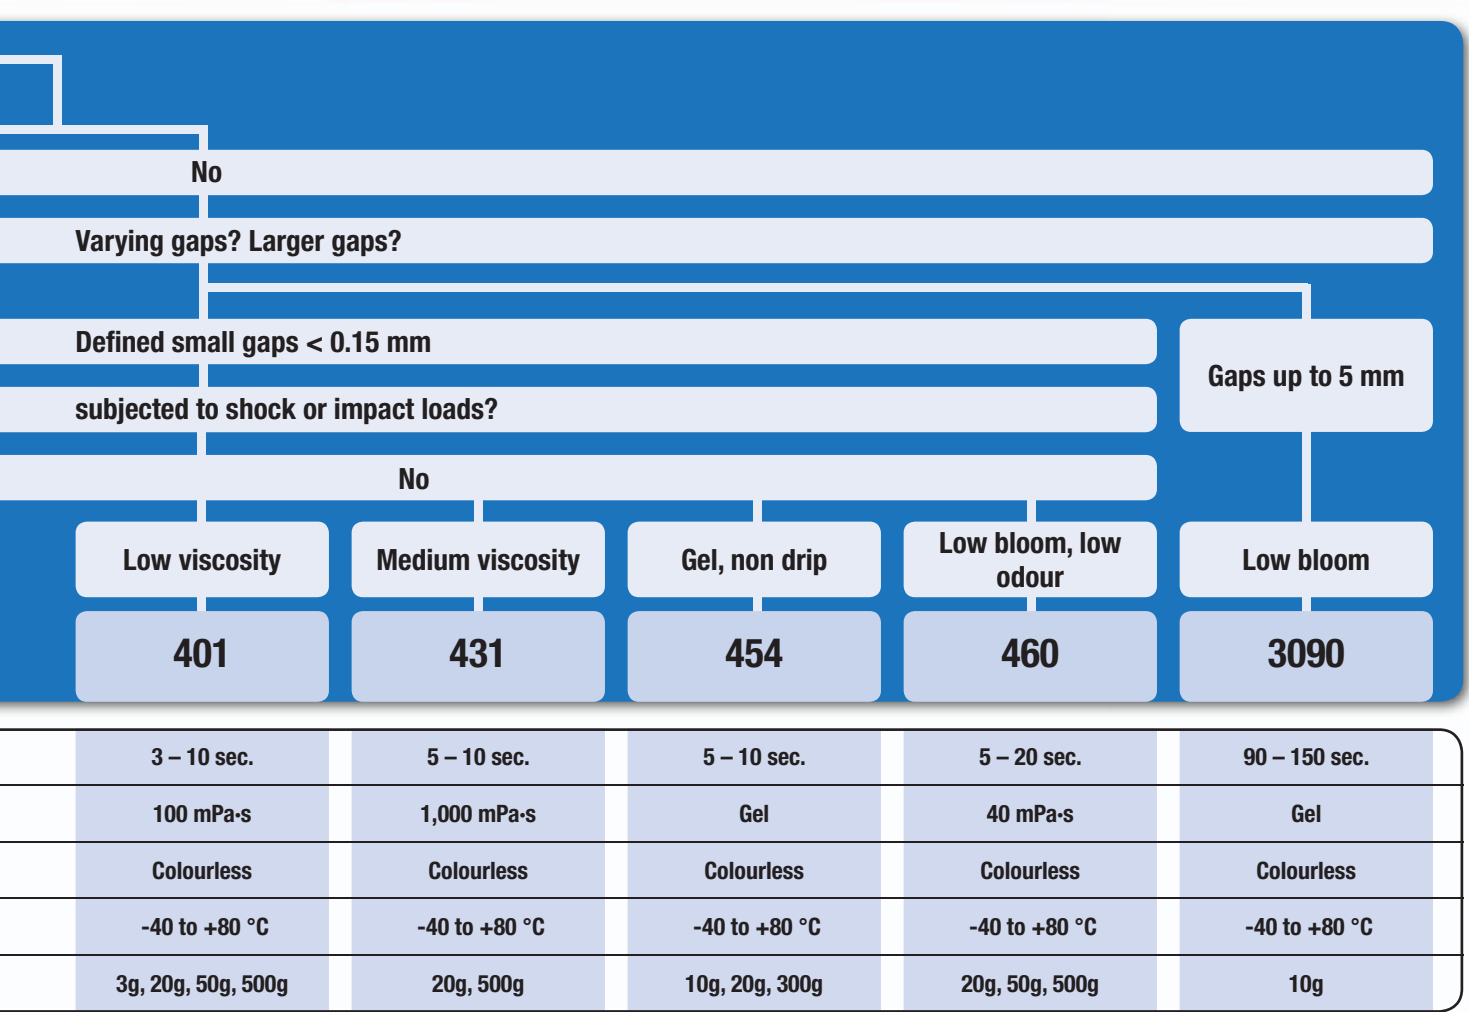 No
Varying gaps? Larger gaps?
Defined small gaps < 0.15 mm
Gaps up to 5 mm
subjected to shock or impact loads?
No
Low viscosity
Medium viscosity
Gel, non drip
Low bloom, low
odour
Low bloom
401
431
454
460
3090
3 – 10 sec.
5 – 10 sec.
5 – 10 sec.
5 – 20 sec.
90 – 150 sec.
100 mPa•s
1,000 mPa•s
Gel
40 mPa•s
Gel
Colourless
Colourless
Colourless
Colourless
Colourless
-40 to +80 °C
-40 to +80 °C
-40 to +80 °C
-40 to +80 °C
-40 to +80 °C
3g, 20g, 50g, 500g
20g, 500g
10g, 20g, 300g
20g, 50g, 500g
10g